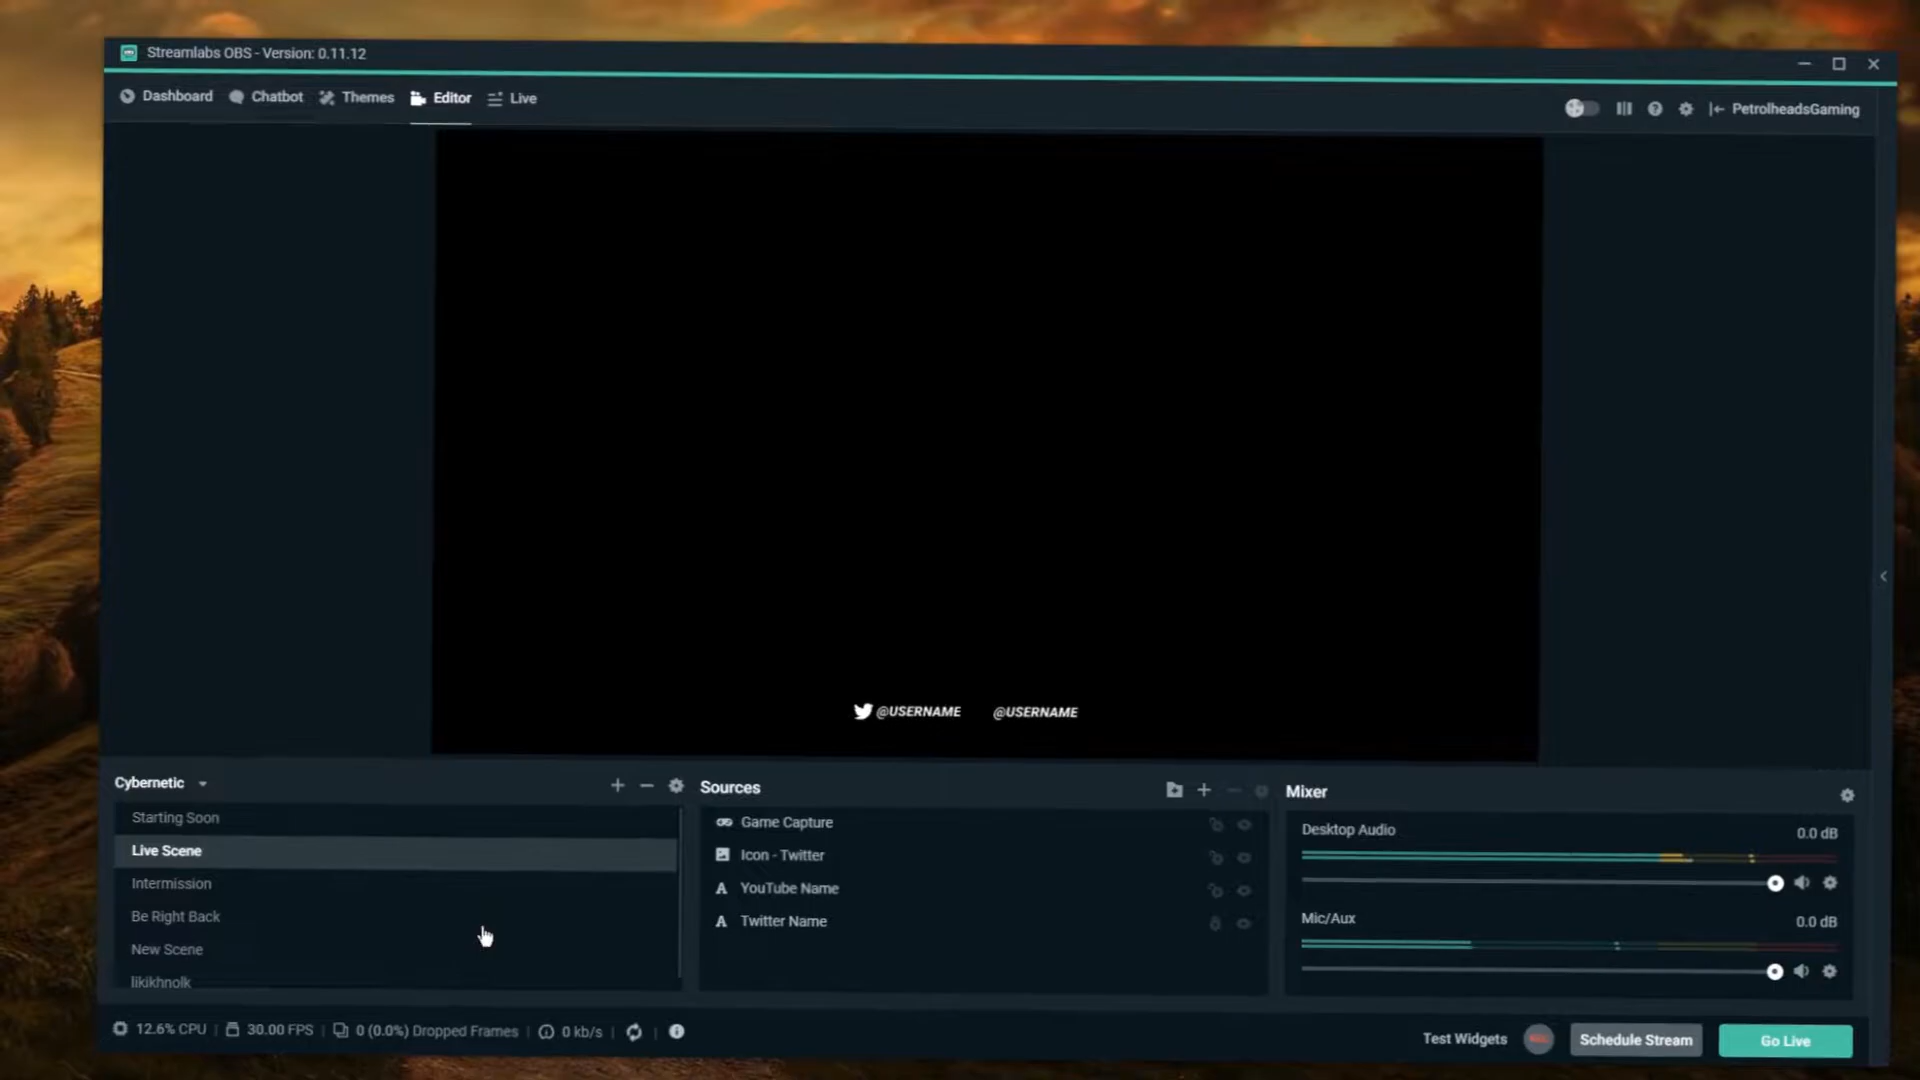 Streamlabs OBS - Version: 0.11.12
Dashboard Chatbot Themes Editor Live
PetrolheadsGaming
@USERNAME @USERNAME
Cybernetic
Starting Soon
Live Scene
Intermission
Be Right Back
New Scene
likikhnolk
Sources
Game Capture
Icon - Twitter
YouTube Name
Twitter Name
Mixer
Desktop Audio 0.0 dB
Mic/Aux 0.0 dB
12.6% CPU 30.00 FPS 0 (0.0%) Dropped Frames 0 kb/s
Test Widgets Schedule Stream Go Live